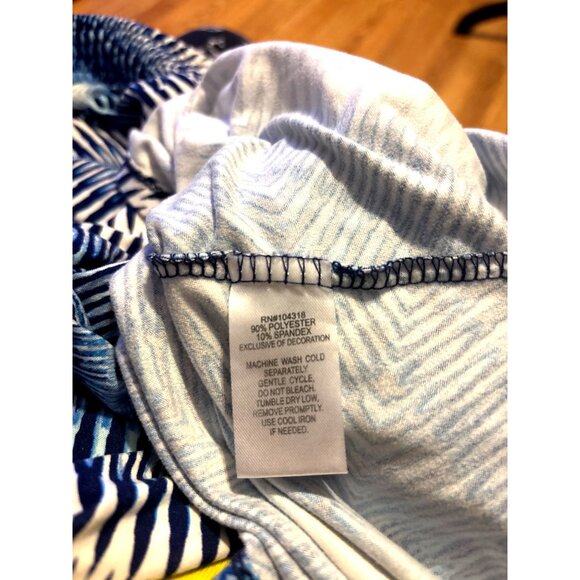 RN#104318
90% POLYESTER
10% SPANDEX
EXCLUSIVE OF DECORATION
MACHINE WASH COLD
SEPARATELY
GENTLE CYCLE,
DO NOT BLEACH.
TUMBLE DRY LOW,
REMOVE PROMPTLY.
USE COOL IRON
IF NEEDED.